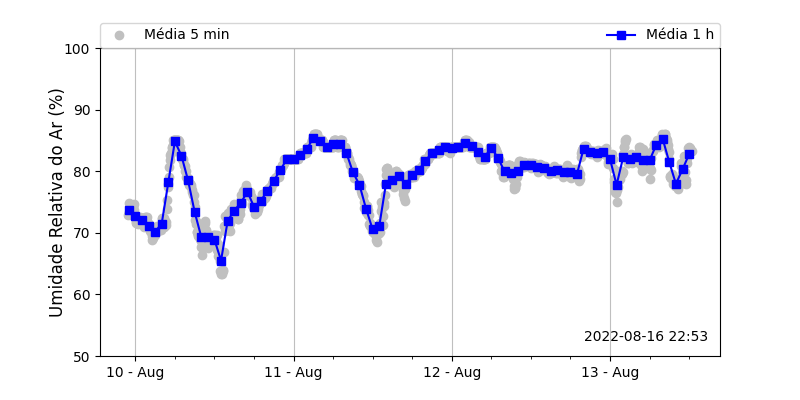 Média 5 min
Média 1 h
Umidade Relativa do Ar (%)
100
90
80
70
60
50
2022-08-16 22:53
10 - Aug
11 - Aug
12 - Aug
13 - Aug